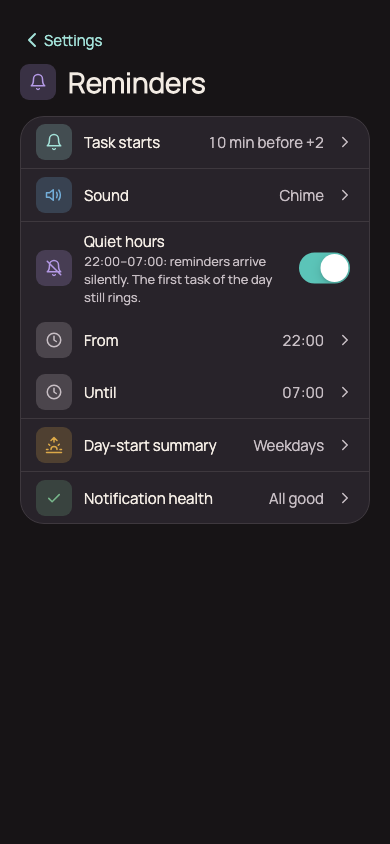 Settings
Reminders
Task starts 10 min before +2
Sound Chime
Quiet hours
22:00–07:00: reminders arrive
silently. The first task of the day
still rings.
From 22:00
Until 07:00
Day-start summary Weekdays
Notification health All good